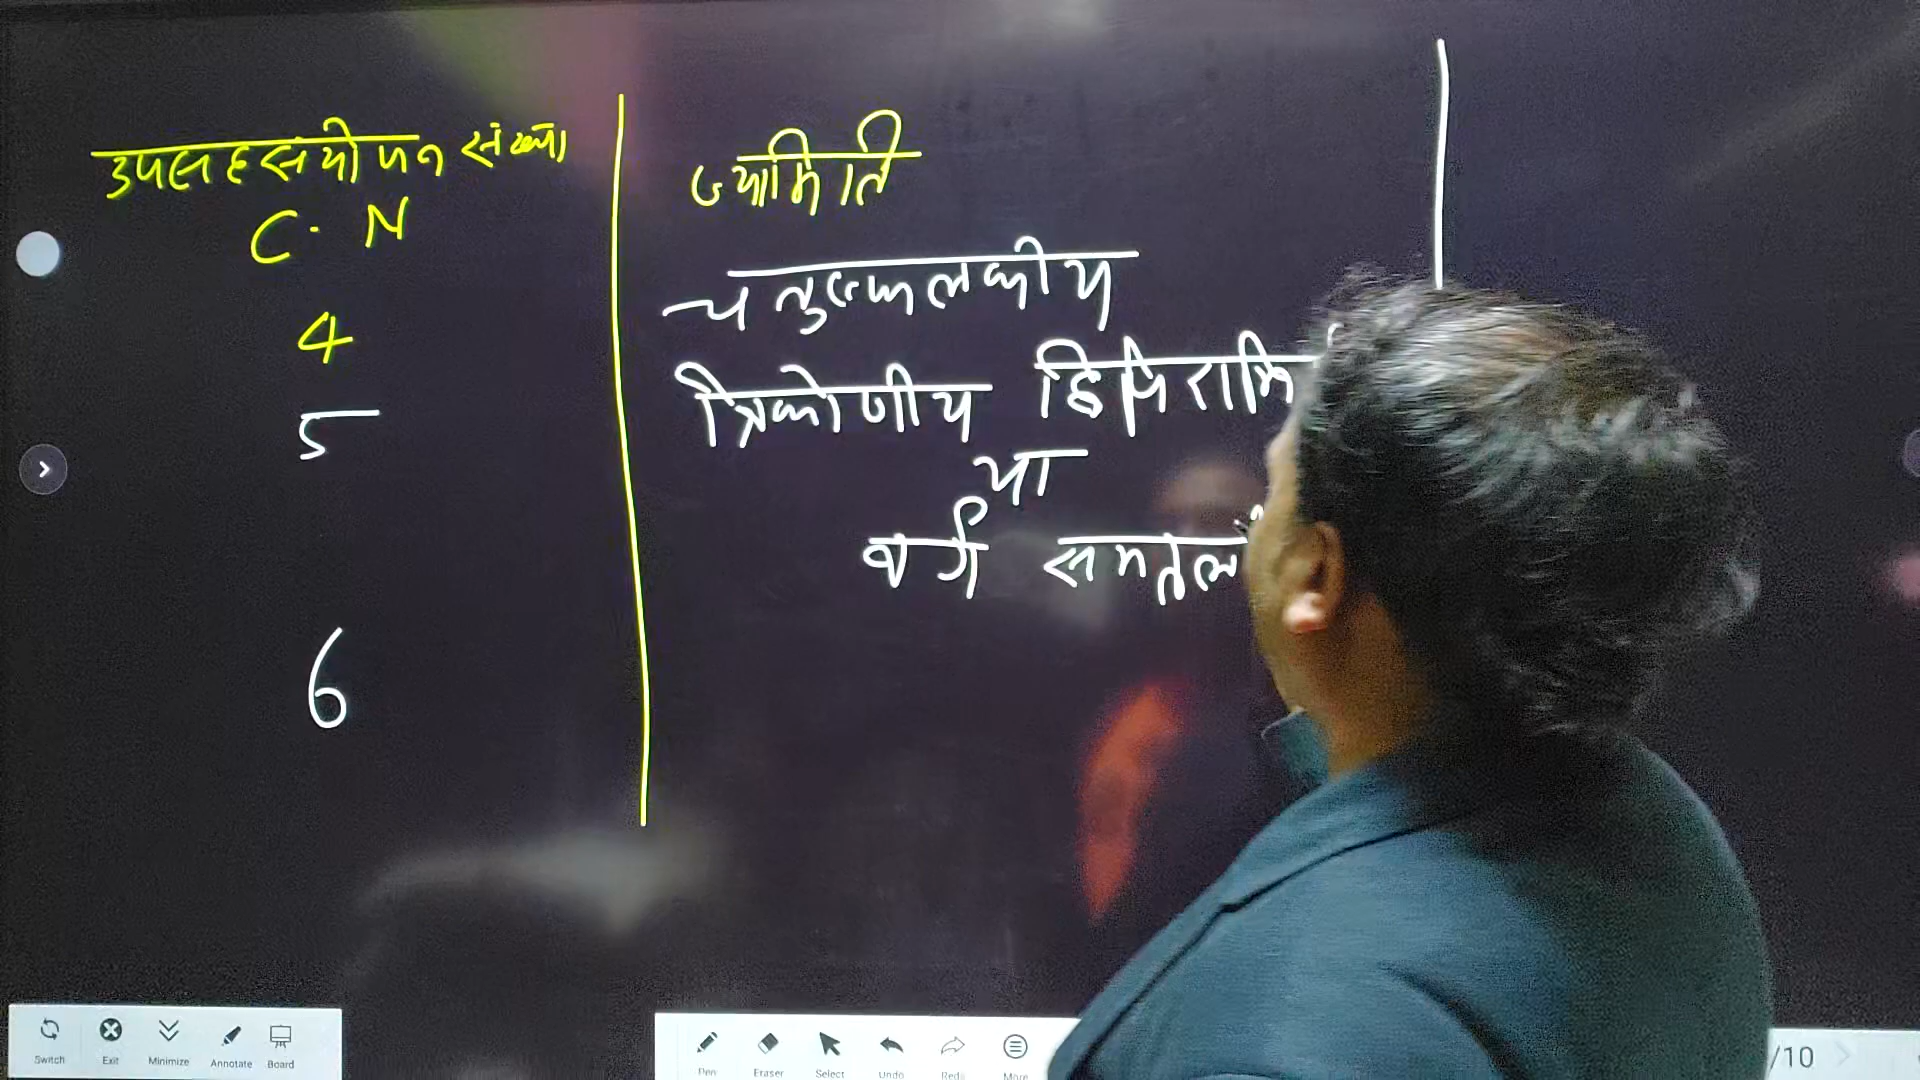 उपसहसंयोजन संख्या
C. N
ज्यामिति
4
चतुष्फलकीय
5
त्रिकोणीय द्विपिरामि
या
वर्ग समतल
6
Switch Exit Minimize Annotate Board
Pen Eraser Select Undo Redo More
/10